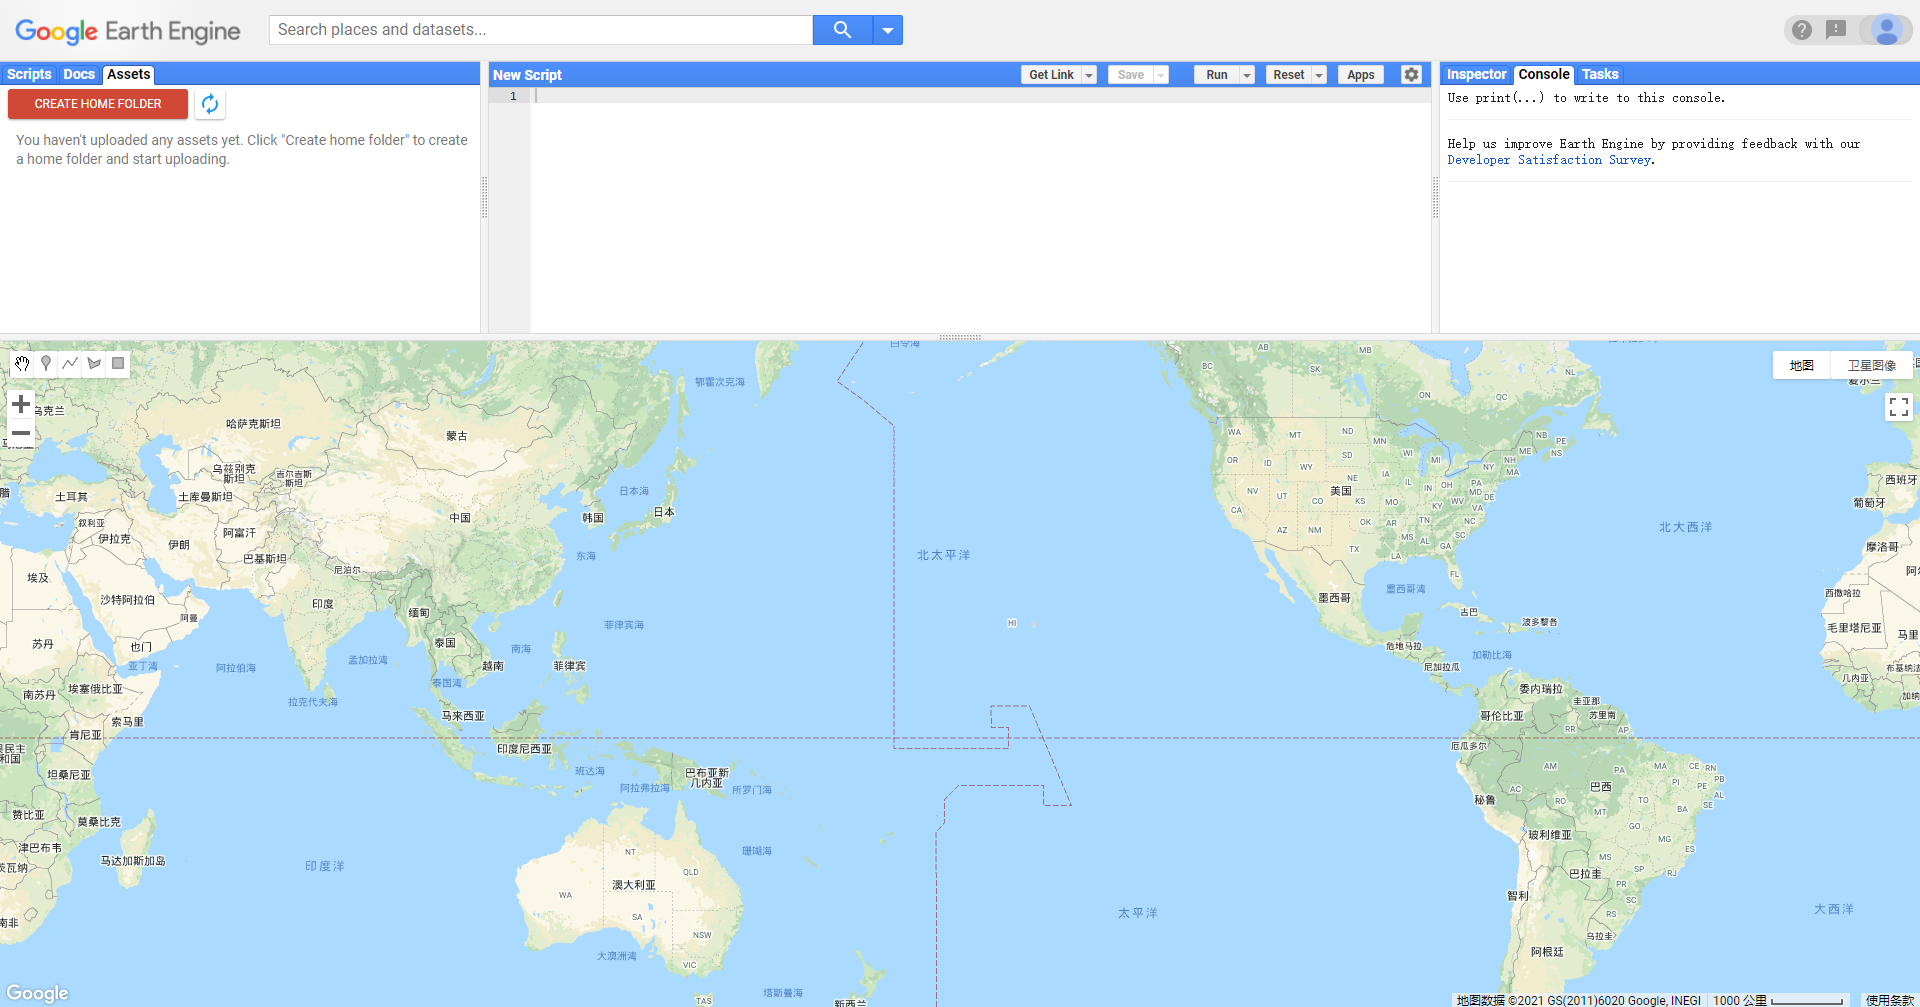 Google Earth Engine
Search places and datasets...
Scripts Docs Assets
CREATE HOME FOLDER
You haven't uploaded any assets yet. Click "Create home folder" to create
a home folder and start uploading.
New Script
Get Link
Save
Run
Reset
Apps
1
Inspector Console Tasks
Use print(...) to write to this console.
Help us improve Earth Engine by providing feedback with our
Developer Satisfaction Survey.
地图 卫星图像
白令海
鄂霍次克海
乌克兰
哈萨克斯坦
蒙古
乌兹别克
斯坦
吉尔吉斯
斯坦
土耳其
土库曼斯坦
日本海
日本
韩国
中国
叙利亚
伊拉克
伊朗
阿富汗
巴基斯坦
尼泊尔
东海
埃及
沙特阿拉伯
阿曼
印度
缅甸
苏丹
也门
泰国
越南
南海
菲律宾
菲律宾海
亚丁湾
阿拉伯海
孟加拉湾
泰国湾
南苏丹
埃塞俄比亚
拉克代夫海
索马里
肯尼亚
马来西亚
印度尼西亚
民主
和国
坦桑尼亚
班达海
巴布亚新
几内亚
阿拉弗拉海
所罗门海
赞比亚
莫桑比克
津巴布韦
马达加斯加岛
茨瓦纳
南非
印度洋
珊瑚海
NT
QLD
WA
澳大利亚
SA
NSW
VIC
TAS
大澳洲湾
塔斯曼海
新西兰
北太平洋
HI
太平洋
AB
MB
BC
SK
NL
ON
QC
WA
MT
ND
MN
NB
PE
NS
ME
OR
ID
WY
SD
WI
MI
NH
NY
MA
NE
IA
NV
UT
CO
美国
KS
MO
IL
IN
OH
PA
MD
DE
WV
VA
KY
CA
AZ
NM
OK
AR
TN
NC
SC
MS
AL
GA
TX
LA
FL
墨西哥湾
墨西哥
古巴
波多黎各
危地马拉
尼加拉瓜
加勒比海
委内瑞拉
圭亚那
苏里南
哥伦比亚
RR
AP
厄瓜多尔
AM
PA
MA
CE
RN
PB
PI
PE
AL
SE
AC
RO
TO
BA
巴西
秘鲁
MT
GO
玻利维亚
MG
ES
MS
SP
RJ
巴拉圭
PR
SC
智利
RS
乌拉圭
阿根廷
北大西洋
大西洋
爱尔兰
西班牙
葡萄牙
摩洛哥
阿尔
西撒哈拉
毛里塔尼亚
马里
布基纳法
几内亚
加纳
Google
地图数据 ©2021 GS(2011)6020 Google, INEGI 1000 公里 使用条款